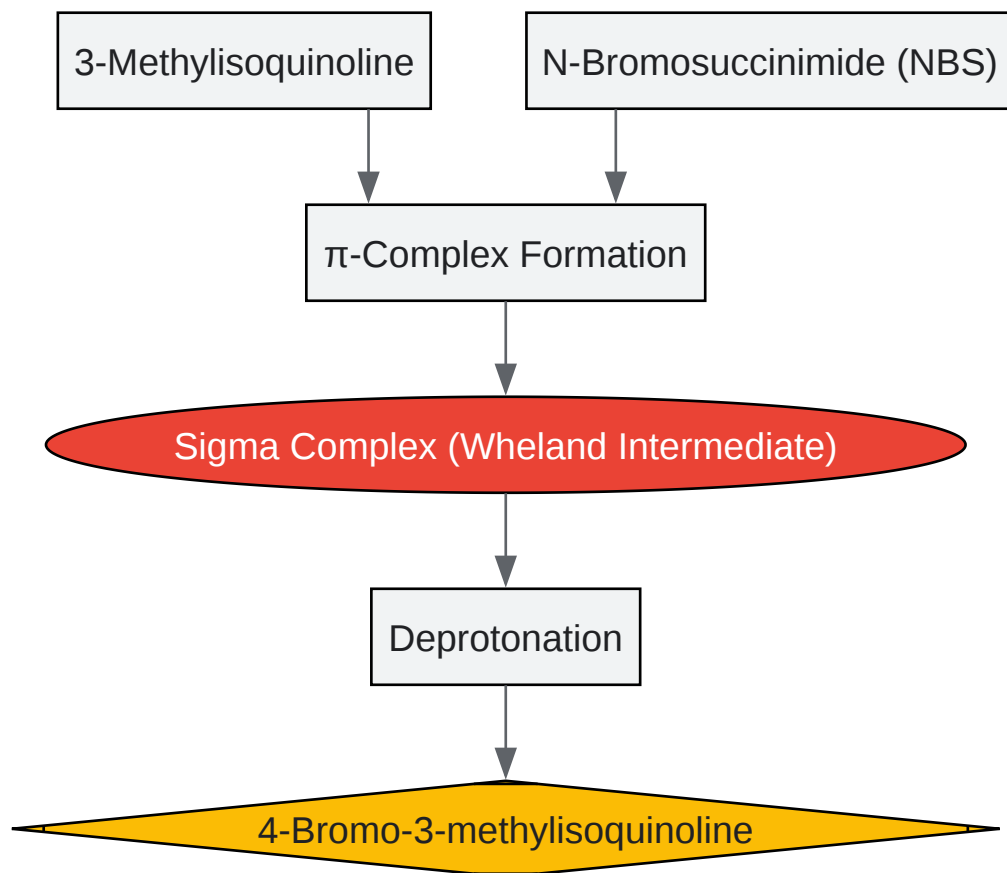 3-Methylisoquinoline
N-Bromosuccinimide (NBS)
π-Complex Formation
Sigma Complex (Wheland Intermediate)
Deprotonation
4-Bromo-3-methylisoquinoline